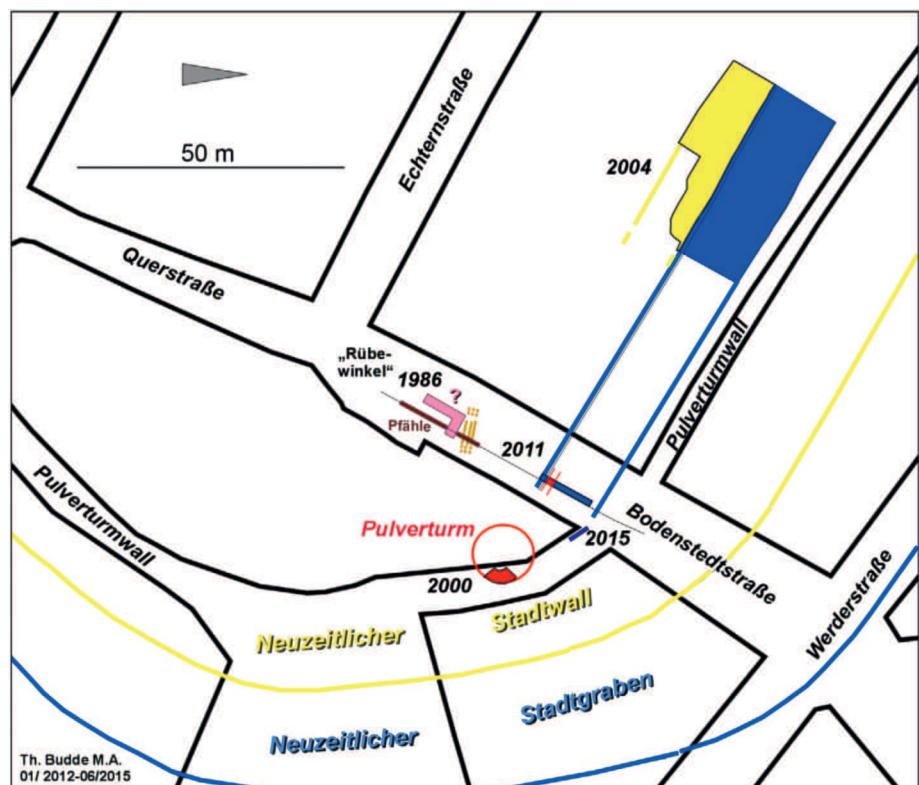 50 m
Echternstraße
2004
Querstraße
„Rübe-
winkel“
1986
?
Pfähle
2011
Pulverturmwall
Pulverturmwall
Pulverturm
2015
Bodenstedtstraße
2000
Werderstraße
Neuzeitlicher
Stadtwall
Neuzeitlicher
Stadtgraben
Th. Budde M.A.
01/ 2012-06/2015